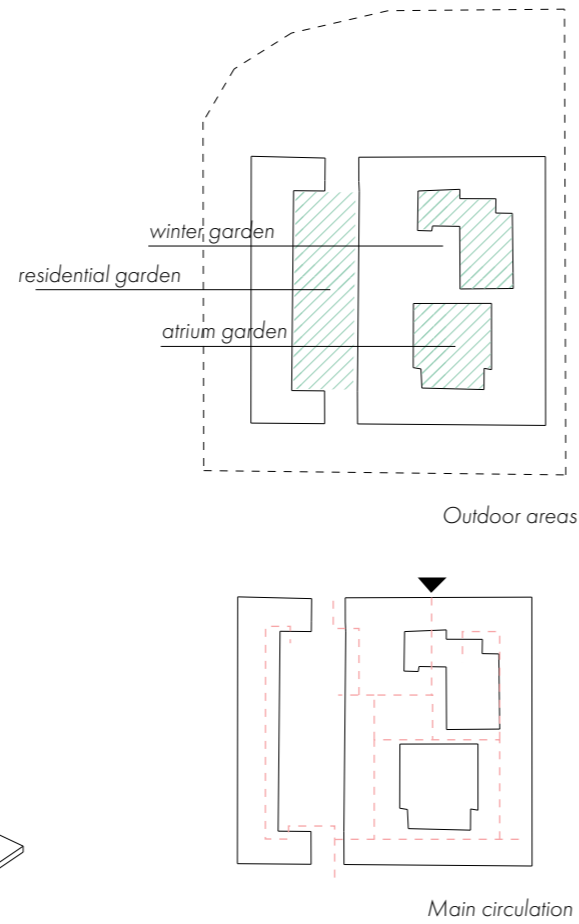 winter garden
residential garden
atrium garden
Outdoor areas
Main circulation